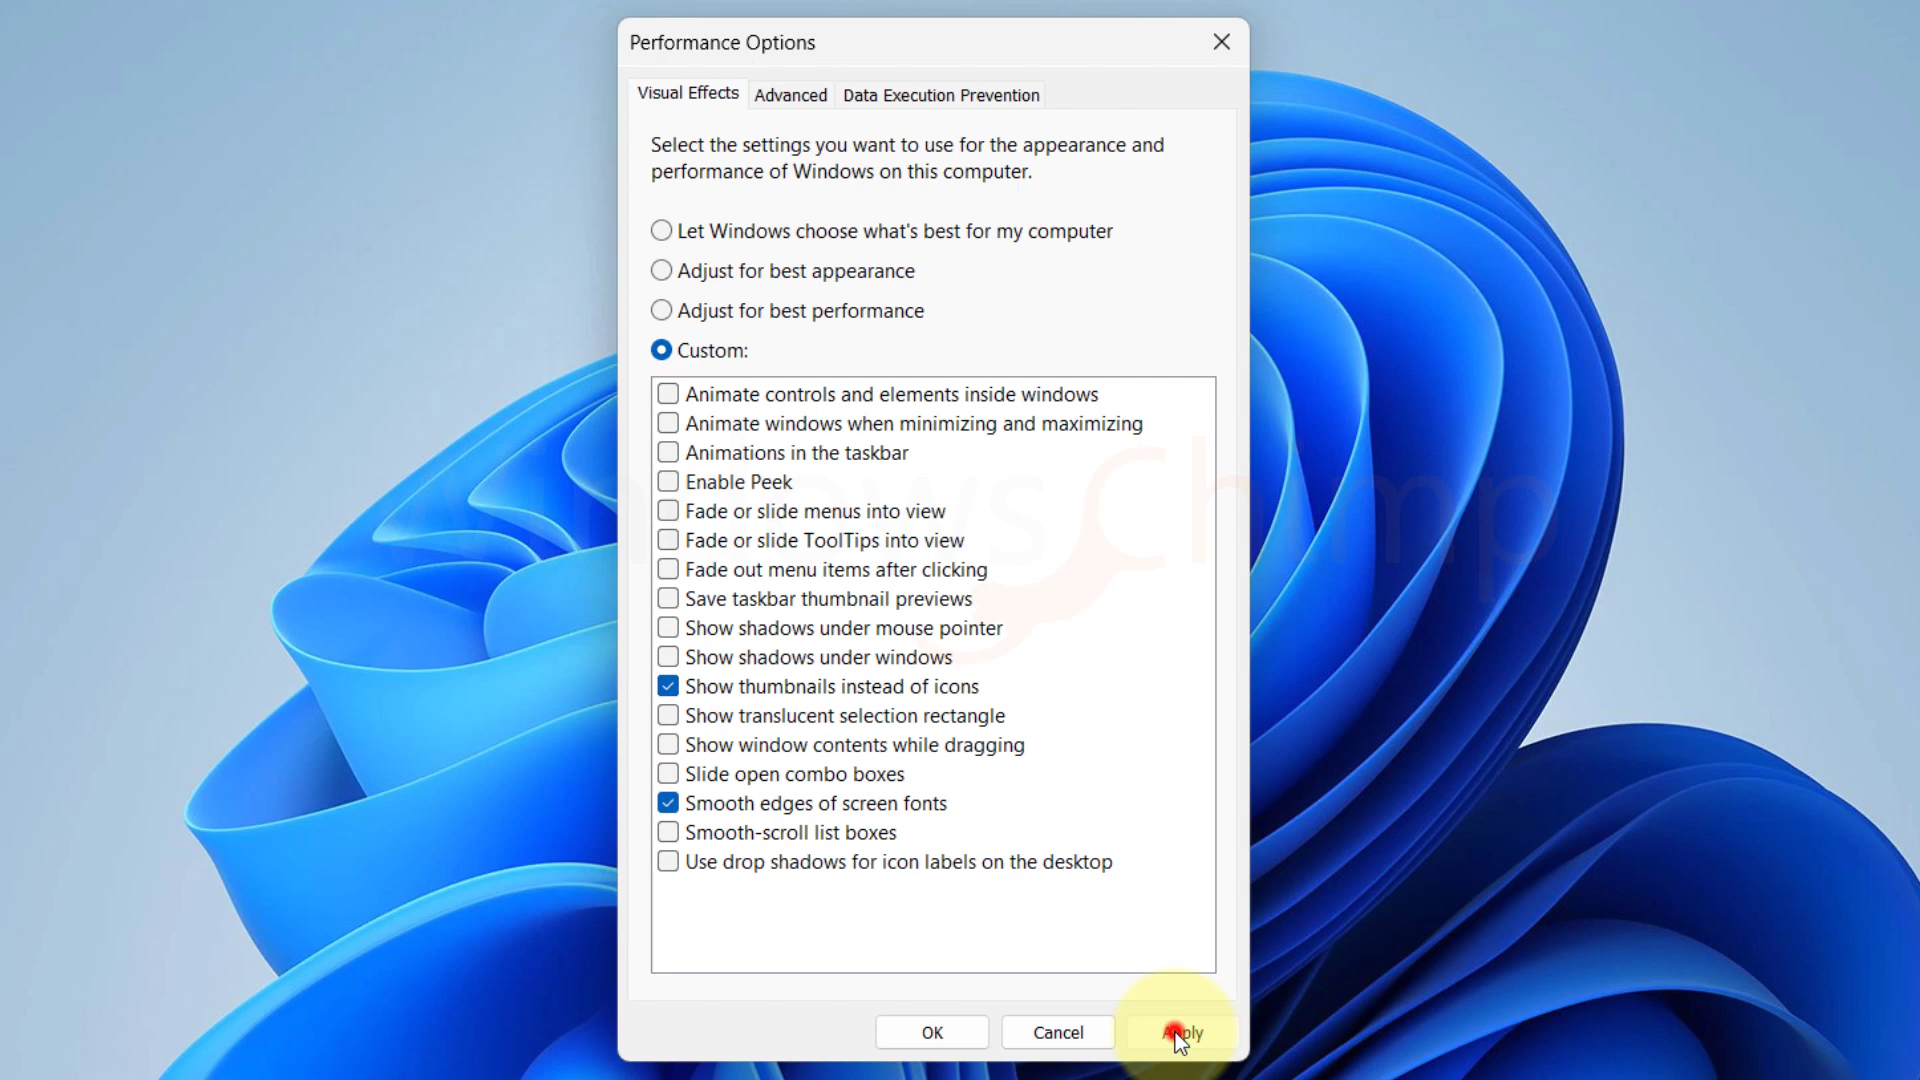 Performance Options
Visual Effects
Advanced
Data Execution Prevention
Select the settings you want to use for the appearance and
performance of Windows on this computer.
Let Windows choose what's best for my computer
Adjust for best appearance
Adjust for best performance
Custom:
Animate controls and elements inside windows
Animate windows when minimizing and maximizing
Animations in the taskbar
Enable Peek
Fade or slide menus into view
Fade or slide ToolTips into view
Fade out menu items after clicking
Save taskbar thumbnail previews
Show shadows under mouse pointer
Show shadows under windows
Show thumbnails instead of icons
Show translucent selection rectangle
Show window contents while dragging
Slide open combo boxes
Smooth edges of screen fonts
Smooth-scroll list boxes
Use drop shadows for icon labels on the desktop
WindowsChimp
OK
Cancel
Apply